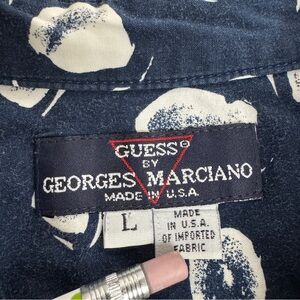 GUESS®
BY
GEORGES MARCIANO
MADE IN U.S.A.
L
MADE
IN U.S.A.
OF IMPORTED
FABRIC